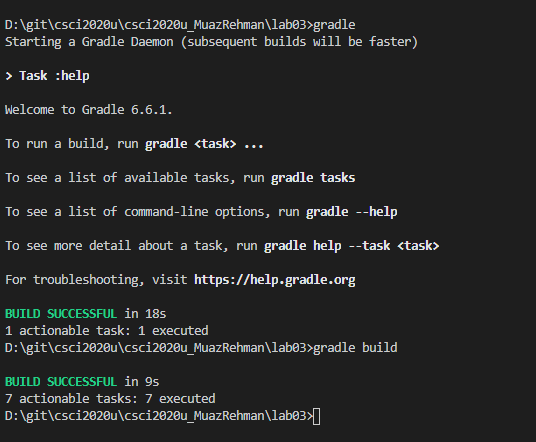 D:\git\csci2020u\csci2020u_MuazRehman\lab03>gradle
Starting a Gradle Daemon (subsequent builds will be faster)
> Task :help
Welcome to Gradle 6.6.1.
To run a build, run gradle <task> ...
To see a list of available tasks, run gradle tasks
To see a list of command-line options, run gradle --help
To see more detail about a task, run gradle help --task <task>
For troubleshooting, visit https://help.gradle.org
BUILD SUCCESSFUL in 18s
1 actionable task: 1 executed
D:\git\csci2020u\csci2020u_MuazRehman\lab03>gradle build
BUILD SUCCESSFUL in 9s
7 actionable tasks: 7 executed
D:\git\csci2020u\csci2020u_MuazRehman\lab03>